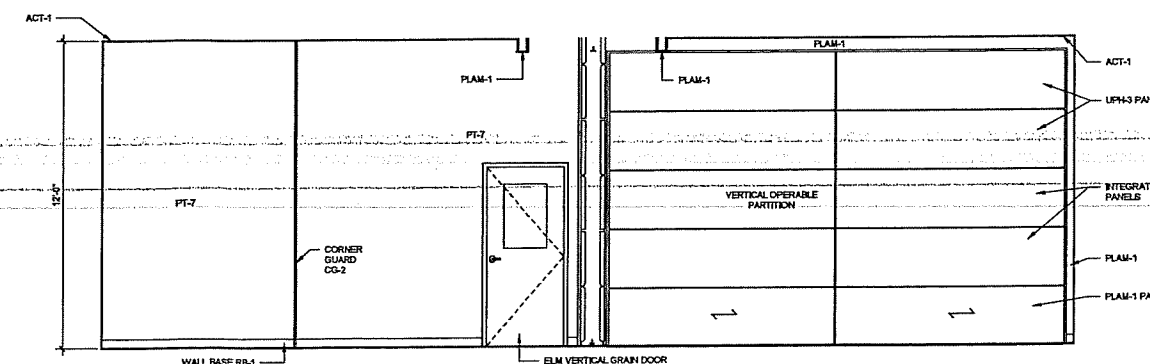 ACT-1
PLAM-1
PLAM-1
PLAM-1
ACT-1
UPH-3 PAN
PT-7
12'-0"
PT-7
VERTICAL OPERABLE
PARTITION
INTEGRAT
PANELS
CORNER
GUARD
CG-2
PLAM-1
PLAM-1 PA
WALL BASE RB-1
ELM VERTICAL GRAIN DOOR